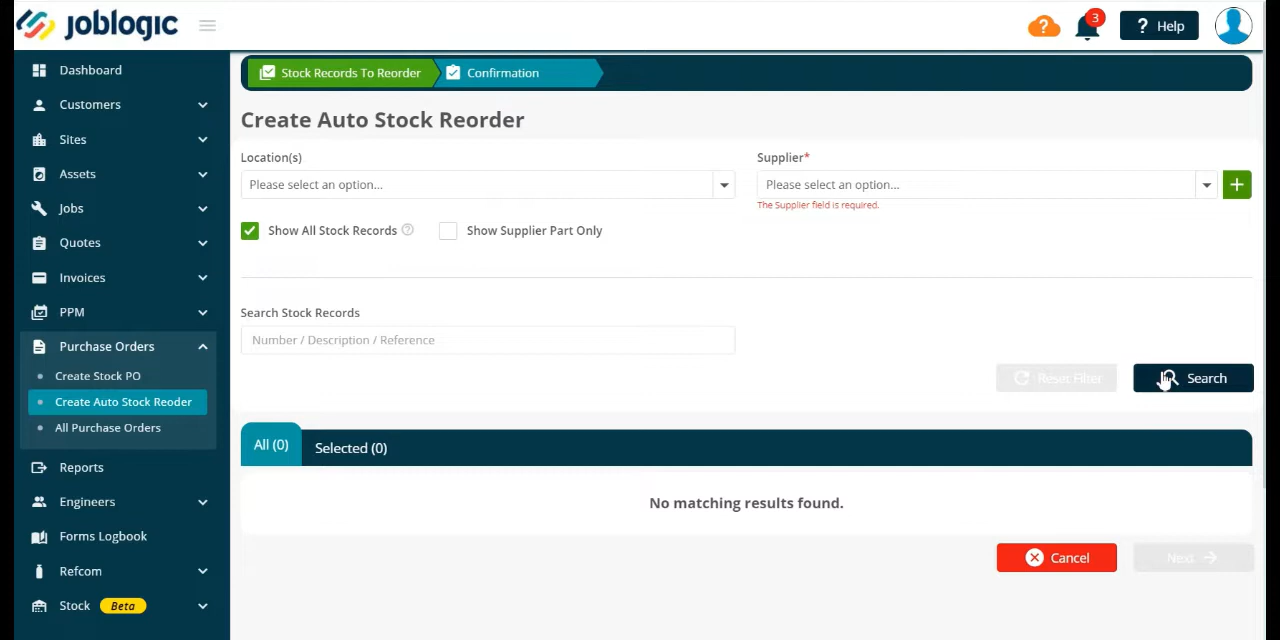 joblogic
?
3
? Help
Dashboard
Customers
Sites
Assets
Jobs
Quotes
Invoices
PPM
Purchase Orders
Create Stock PO
Create Auto Stock Reoder
All Purchase Orders
Reports
Engineers
Forms Logbook
Refcom
Stock Beta
Stock Records To Reorder
Confirmation
Create Auto Stock Reorder
Location(s)
Supplier*
Please select an option...
Please select an option...
The Supplier field is required.
Show All Stock Records ?
Show Supplier Part Only
Search Stock Records
Number / Description / Reference
Reset Filter
Search
All (0)
Selected (0)
No matching results found.
Cancel
Next